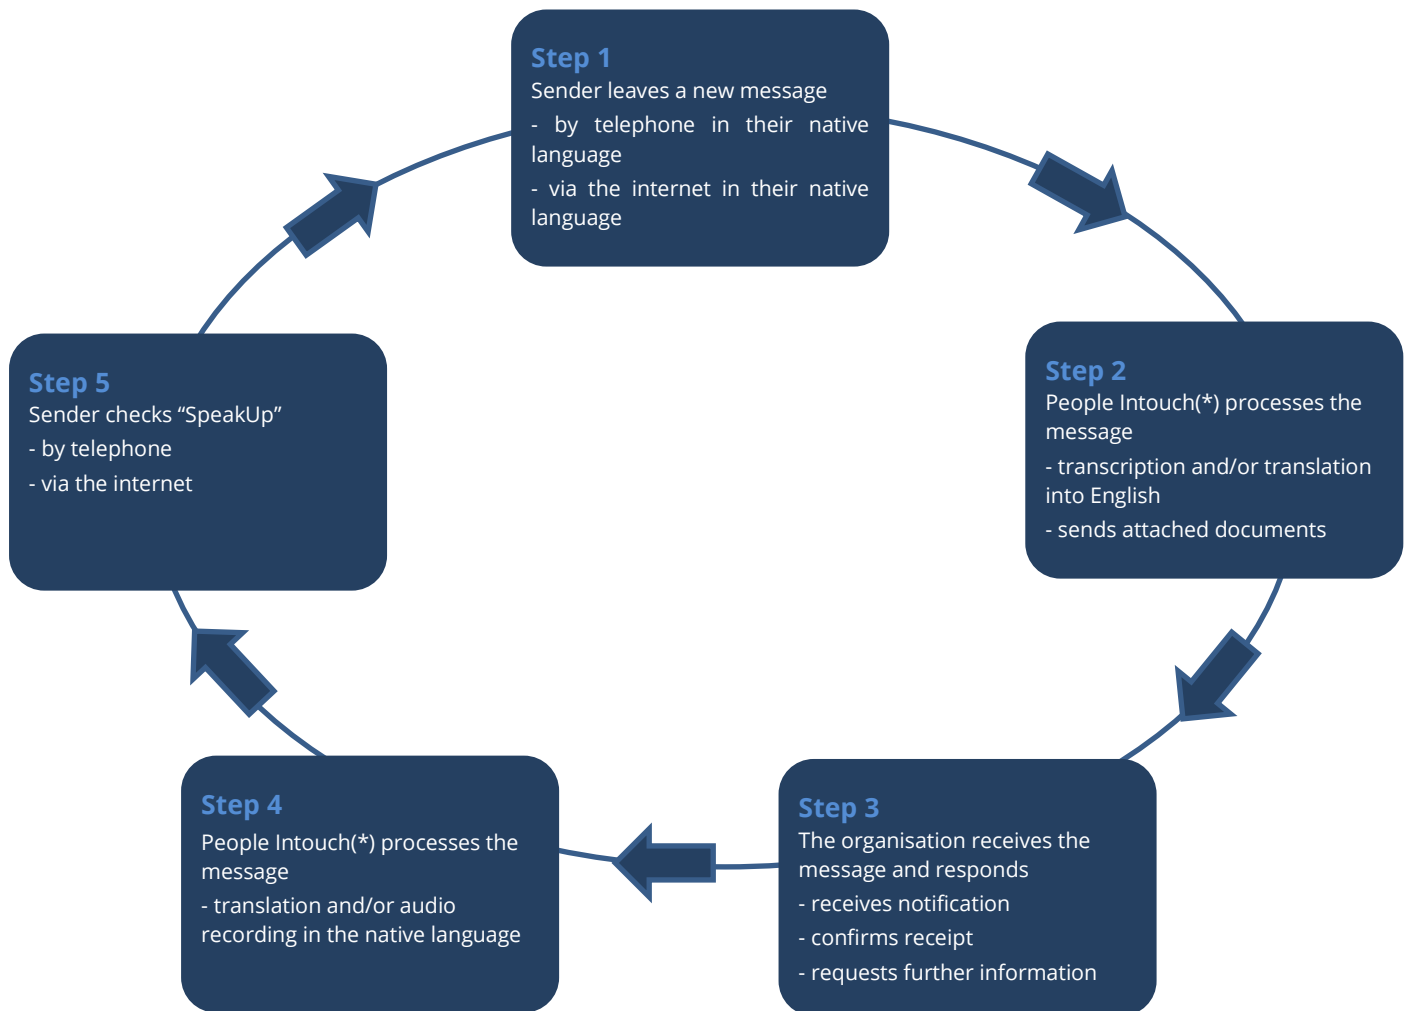 Step 1
Sender leaves a new message
- by telephone in their native
language
- via the internet in their native
language
Step 2
People Intouch(*) processes the
message
- transcription and/or translation
into English
- sends attached documents
Step 3
The organisation receives the
message and responds
- receives notification
- confirms receipt
- requests further information
Step 4
People Intouch(*) processes the
message
- translation and/or audio
recording in the native language
Step 5
Sender checks “SpeakUp”
- by telephone
- via the internet